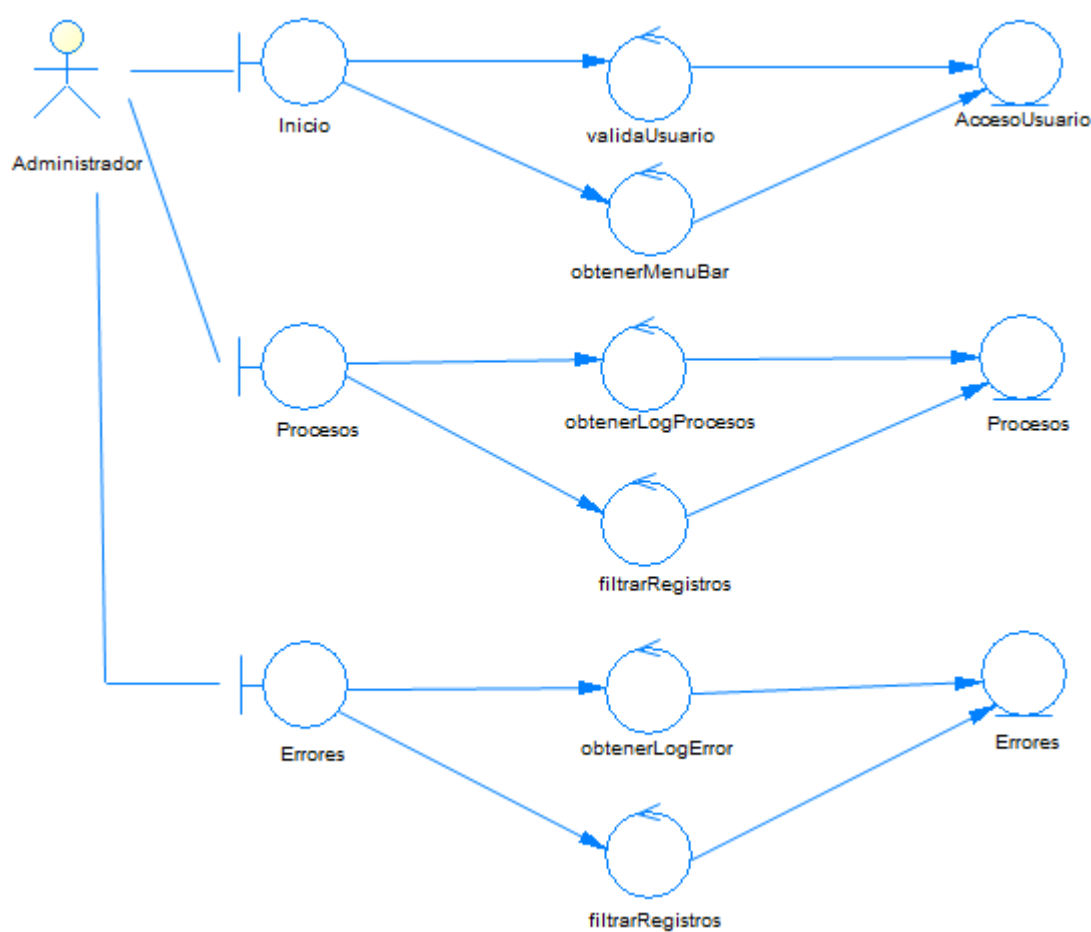 Inicio
validaUsuario
AccesoUsuario
Administrador
obtenerMenuBar
Procesos
obtenerLogProcesos
Procesos
filtrarRegistros
Errores
obtenerLogError
Errores
filtrarRegistros